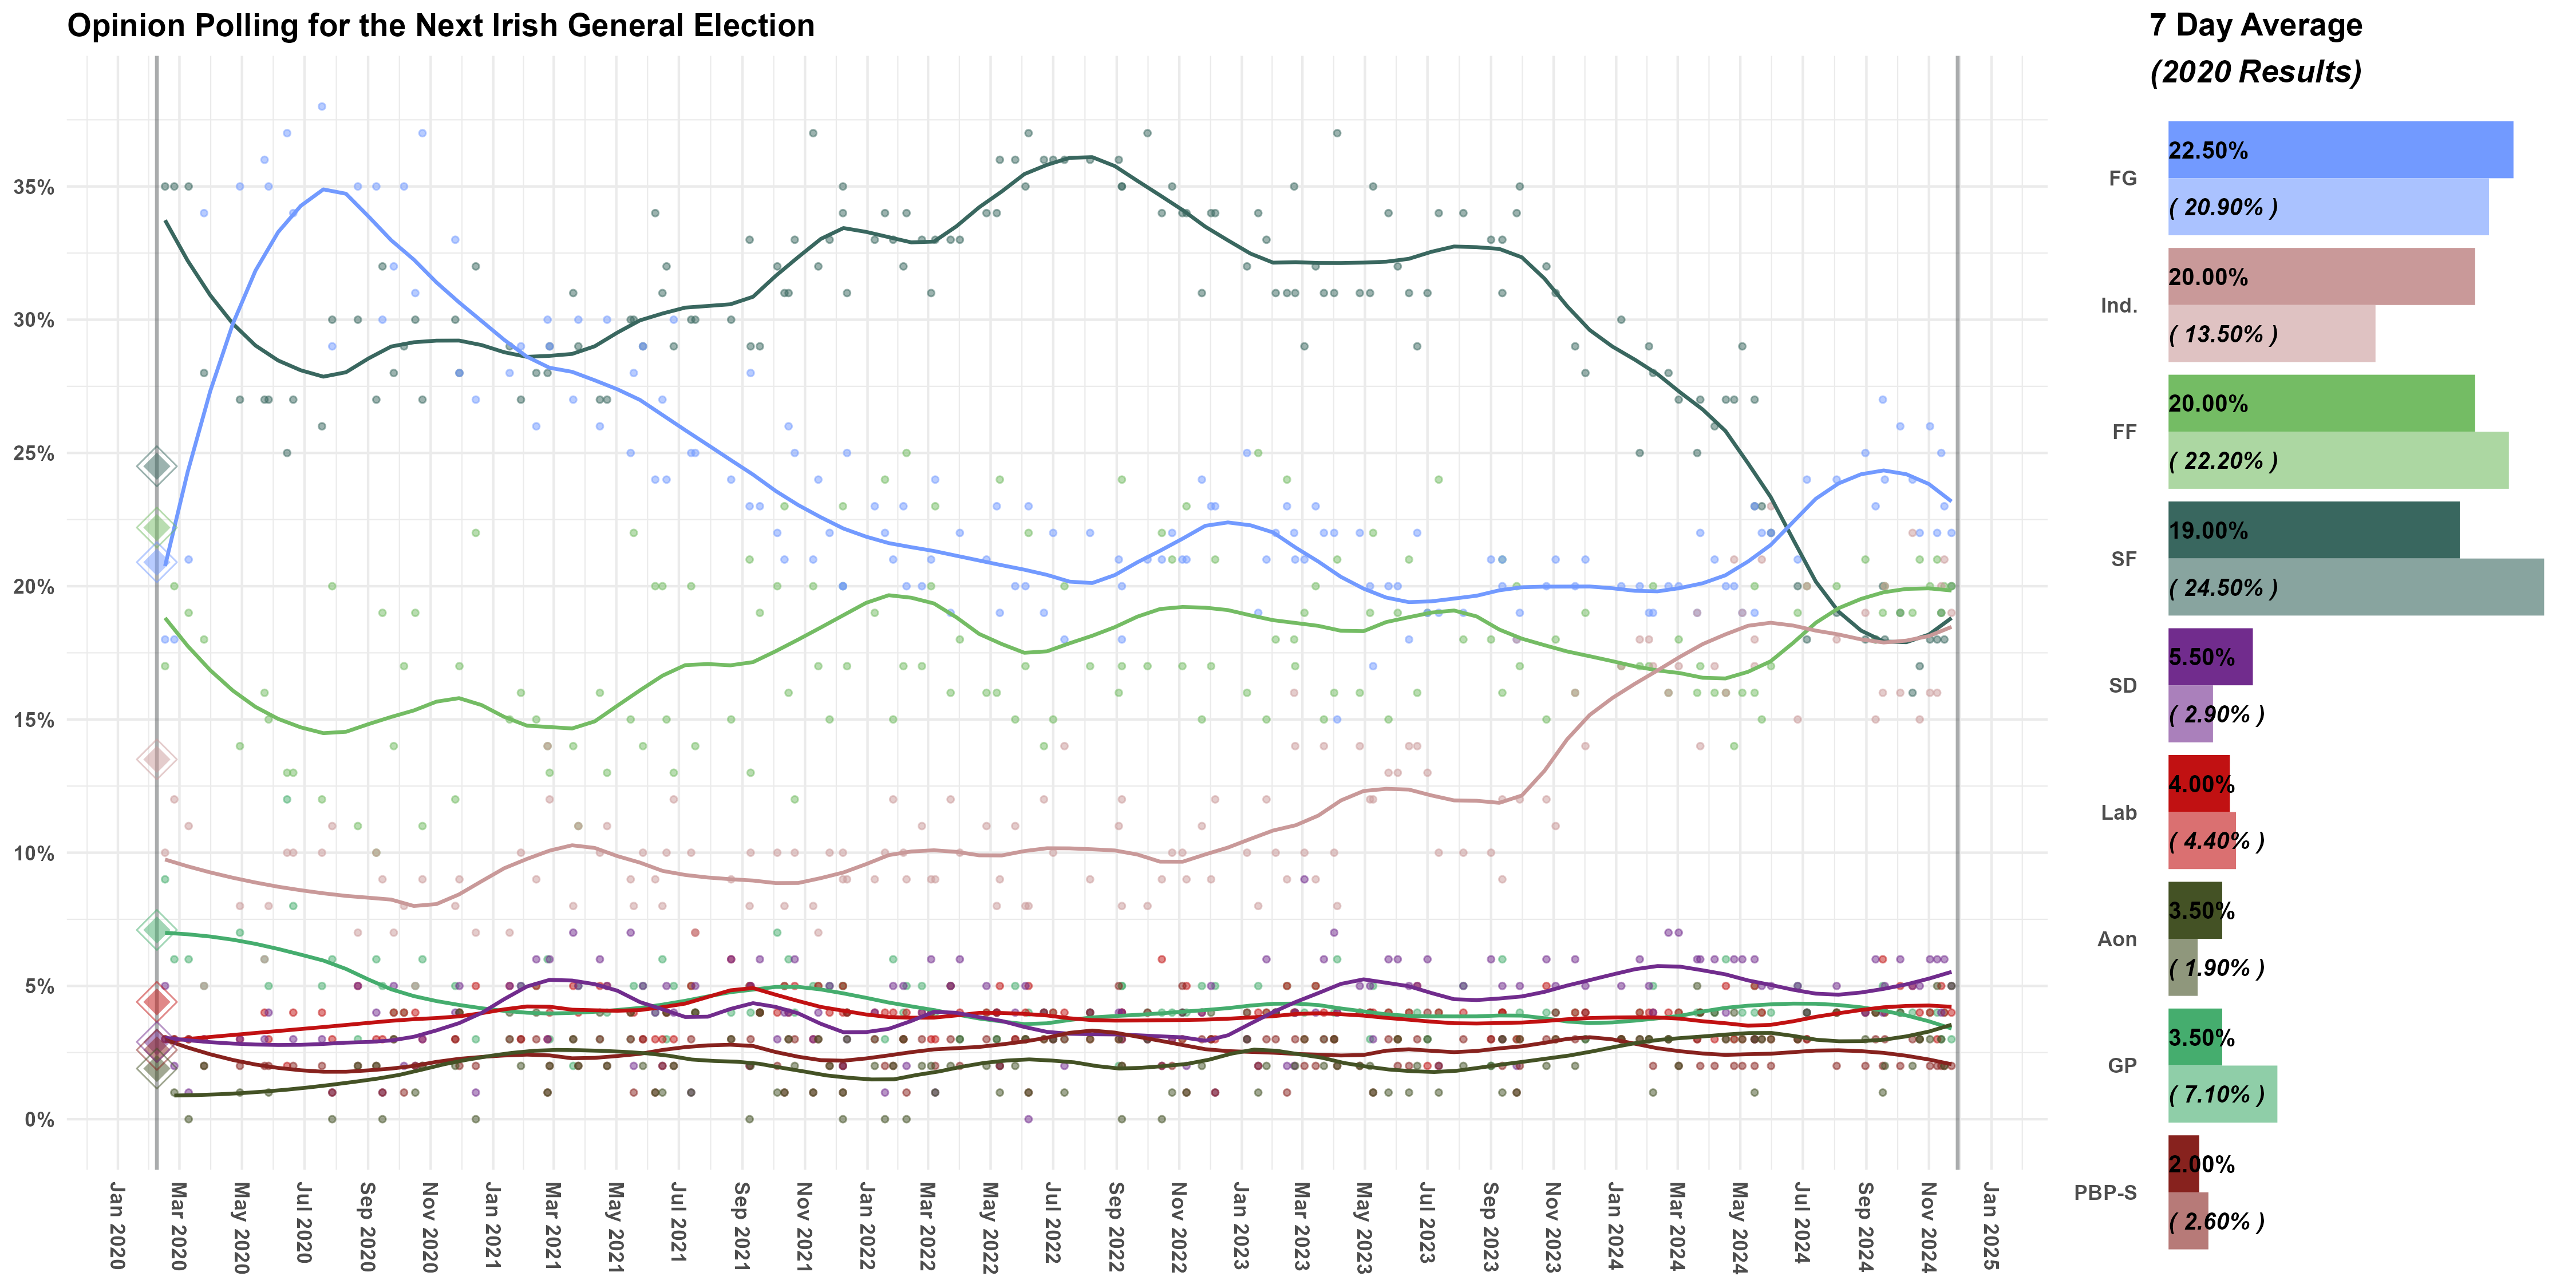 Opinion Polling for the Next Irish General Election
35%
30%
25%
20%
15%
10%
5%
0%
Jan 2020
Mar 2020
May 2020
Jul 2020
Sep 2020
Nov 2020
Jan 2021
Mar 2021
May 2021
Jul 2021
Sep 2021
Nov 2021
Jan 2022
Mar 2022
May 2022
Jul 2022
Sep 2022
Nov 2022
Jan 2023
Mar 2023
May 2023
Jul 2023
Sep 2023
Nov 2023
Jan 2024
Mar 2024
May 2024
Jul 2024
Sep 2024
Nov 2024
Jan 2025
7 Day Average
(2020 Results)
FG
22.50%
( 20.90% )
Ind.
20.00%
( 13.50% )
FF
20.00%
( 22.20% )
SF
19.00%
( 24.50% )
SD
5.50%
( 2.90% )
Lab
4.00%
( 4.40% )
Aon
3.50%
( 1.90% )
GP
3.50%
( 7.10% )
PBP-S
2.00%
( 2.60% )